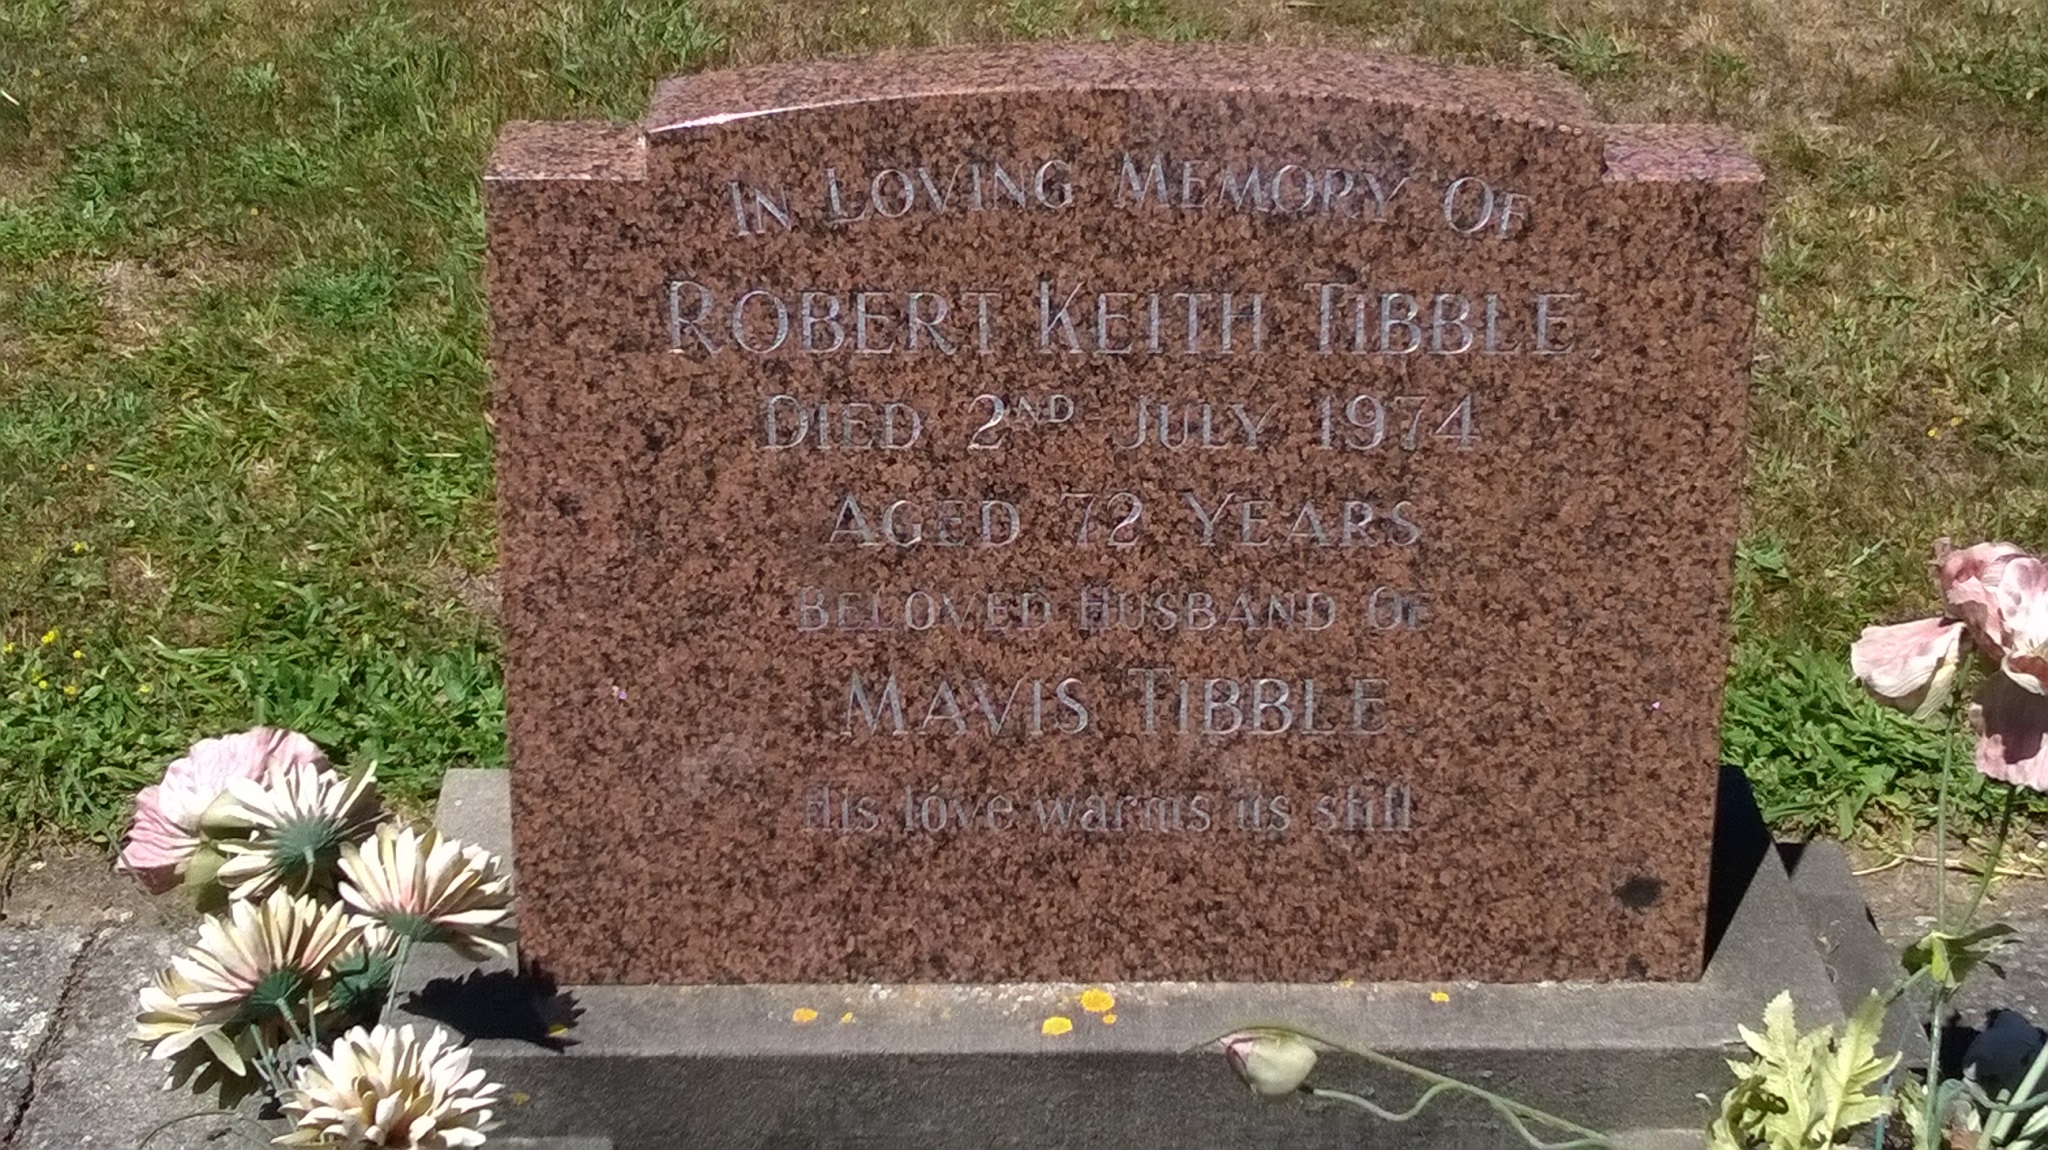 In Loving Memory Of
Robert Keith Tibble,
Died 2nd July 1974
Aged 72 Years
Beloved Husband Of
Mavis Tibble.
His love warms us still